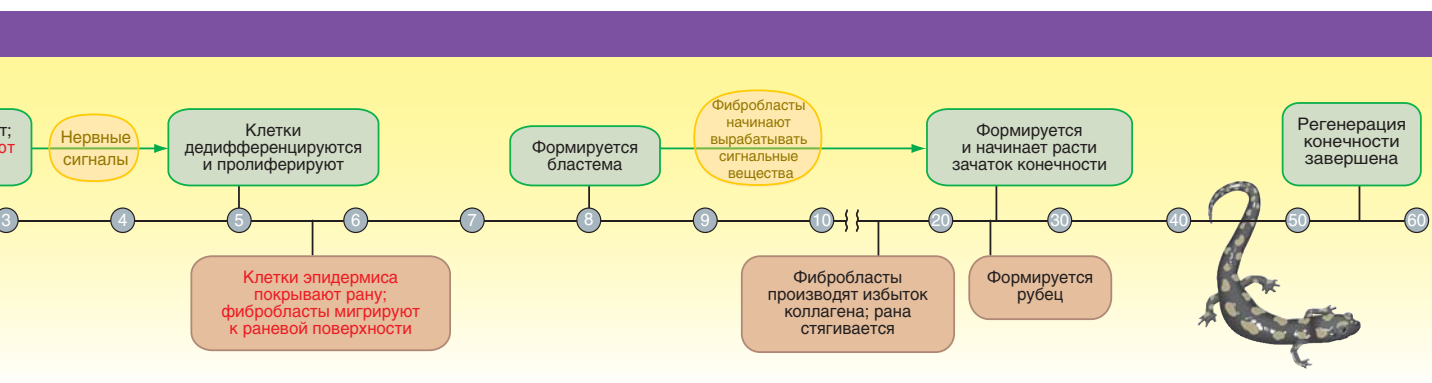 т;
ют
Нервные
сигналы
Клетки
дедифференцируются
и пролиферируют
Формируется
бластема
Фибробласты
начинают
вырабатывать
сигнальные
вещества
Формируется
и начинает расти
зачаток конечности
Регенерация
конечности
завершена
3 4 5 6 7 8 9 10 20 30 40 50 60
Клетки эпидермиса
покрывают рану;
фибробласты мигрируют
к раневой поверхности
Фибробласты
производят избыток
коллагена; рана
стягивается
Формируется
рубец